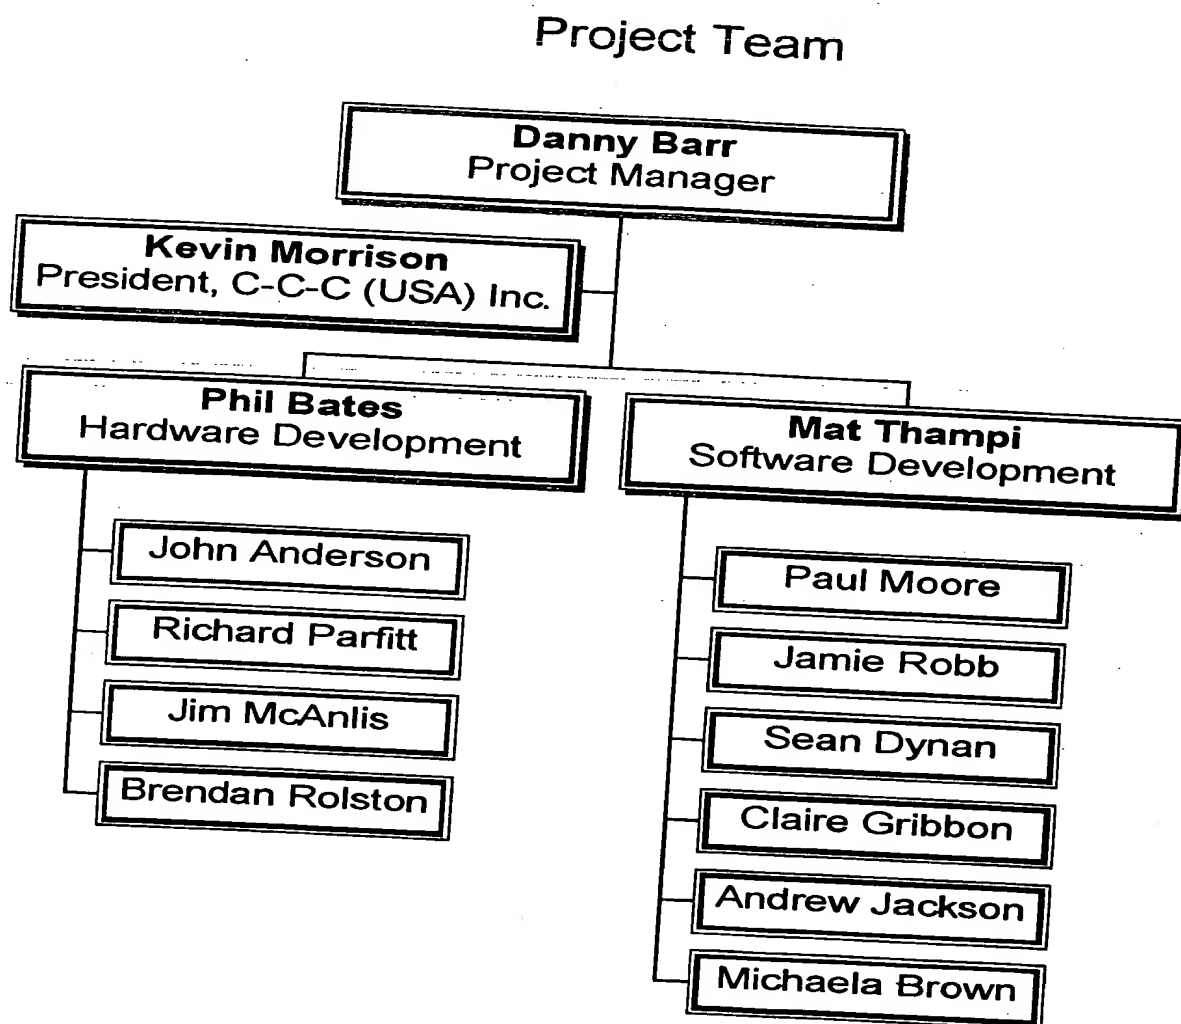 Project Team
Danny Barr
Project Manager
Kevin Morrison
President, C-C-C (USA) Inc.
Phil Bates
Hardware Development
John Anderson
Richard Parfitt
Jim McAnlis
Brendan Rolston
Mat Thampi
Software Development
Paul Moore
Jamie Robb
Sean Dynan
Claire Gribbon
Andrew Jackson
Michaela Brown